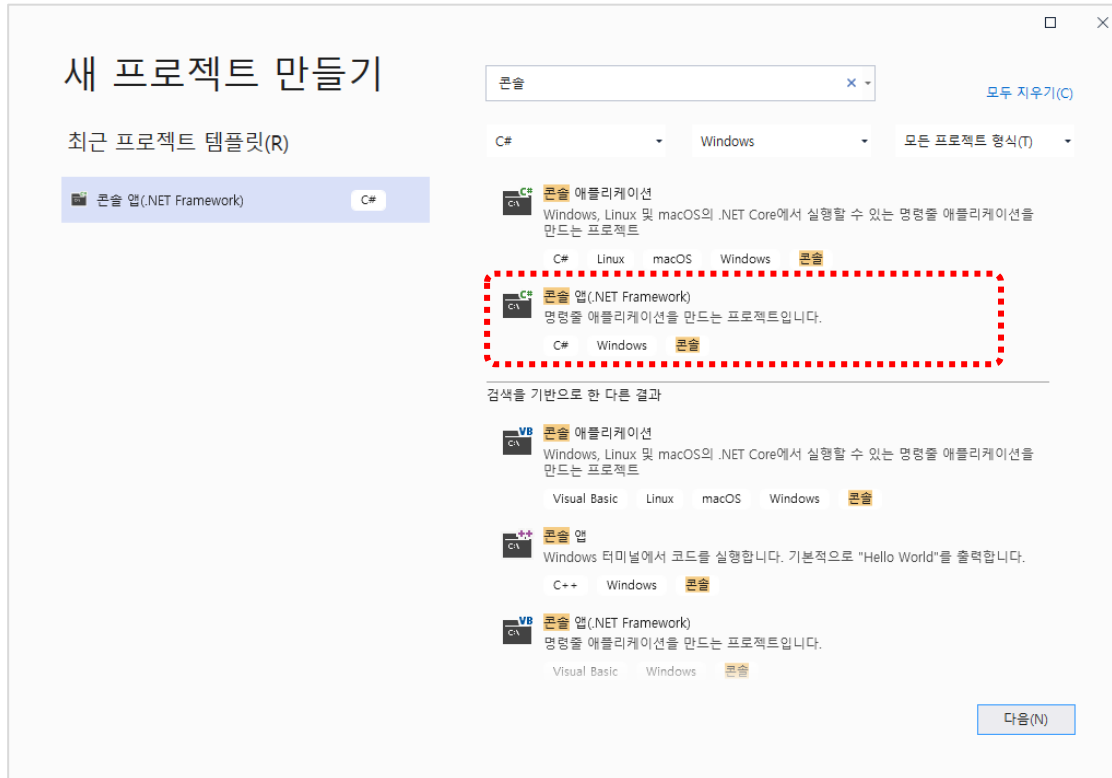 새 프로젝트 만들기
콘솔
모두 지우기(C)
최근 프로젝트 템플릿(R)
C# Windows 모든 프로젝트 형식(T)
콘솔 앱(.NET Framework) C#
C# 콘솔 애플리케이션
C:\ Windows, Linux 및 macOS의 .NET Core에서 실행할 수 있는 명령줄 애플리케이션을
만드는 프로젝트
C# Linux macOS Windows 콘솔
C# 콘솔 앱(.NET Framework)
C:\ 명령줄 애플리케이션을 만드는 프로젝트입니다.
C# Windows 콘솔
검색을 기반으로 한 다른 결과
VB 콘솔 애플리케이션
C:\ Windows, Linux 및 macOS의 .NET Core에서 실행할 수 있는 명령줄 애플리케이션을
만드는 프로젝트
Visual Basic Linux macOS Windows 콘솔
++ 콘솔 앱
C:\ Windows 터미널에서 코드를 실행합니다. 기본적으로 "Hello World"를 출력합니다.
C++ Windows 콘솔
VB 콘솔 앱(.NET Framework)
C:\ 명령줄 애플리케이션을 만드는 프로젝트입니다.
Visual Basic Windows 콘솔
다음(N)